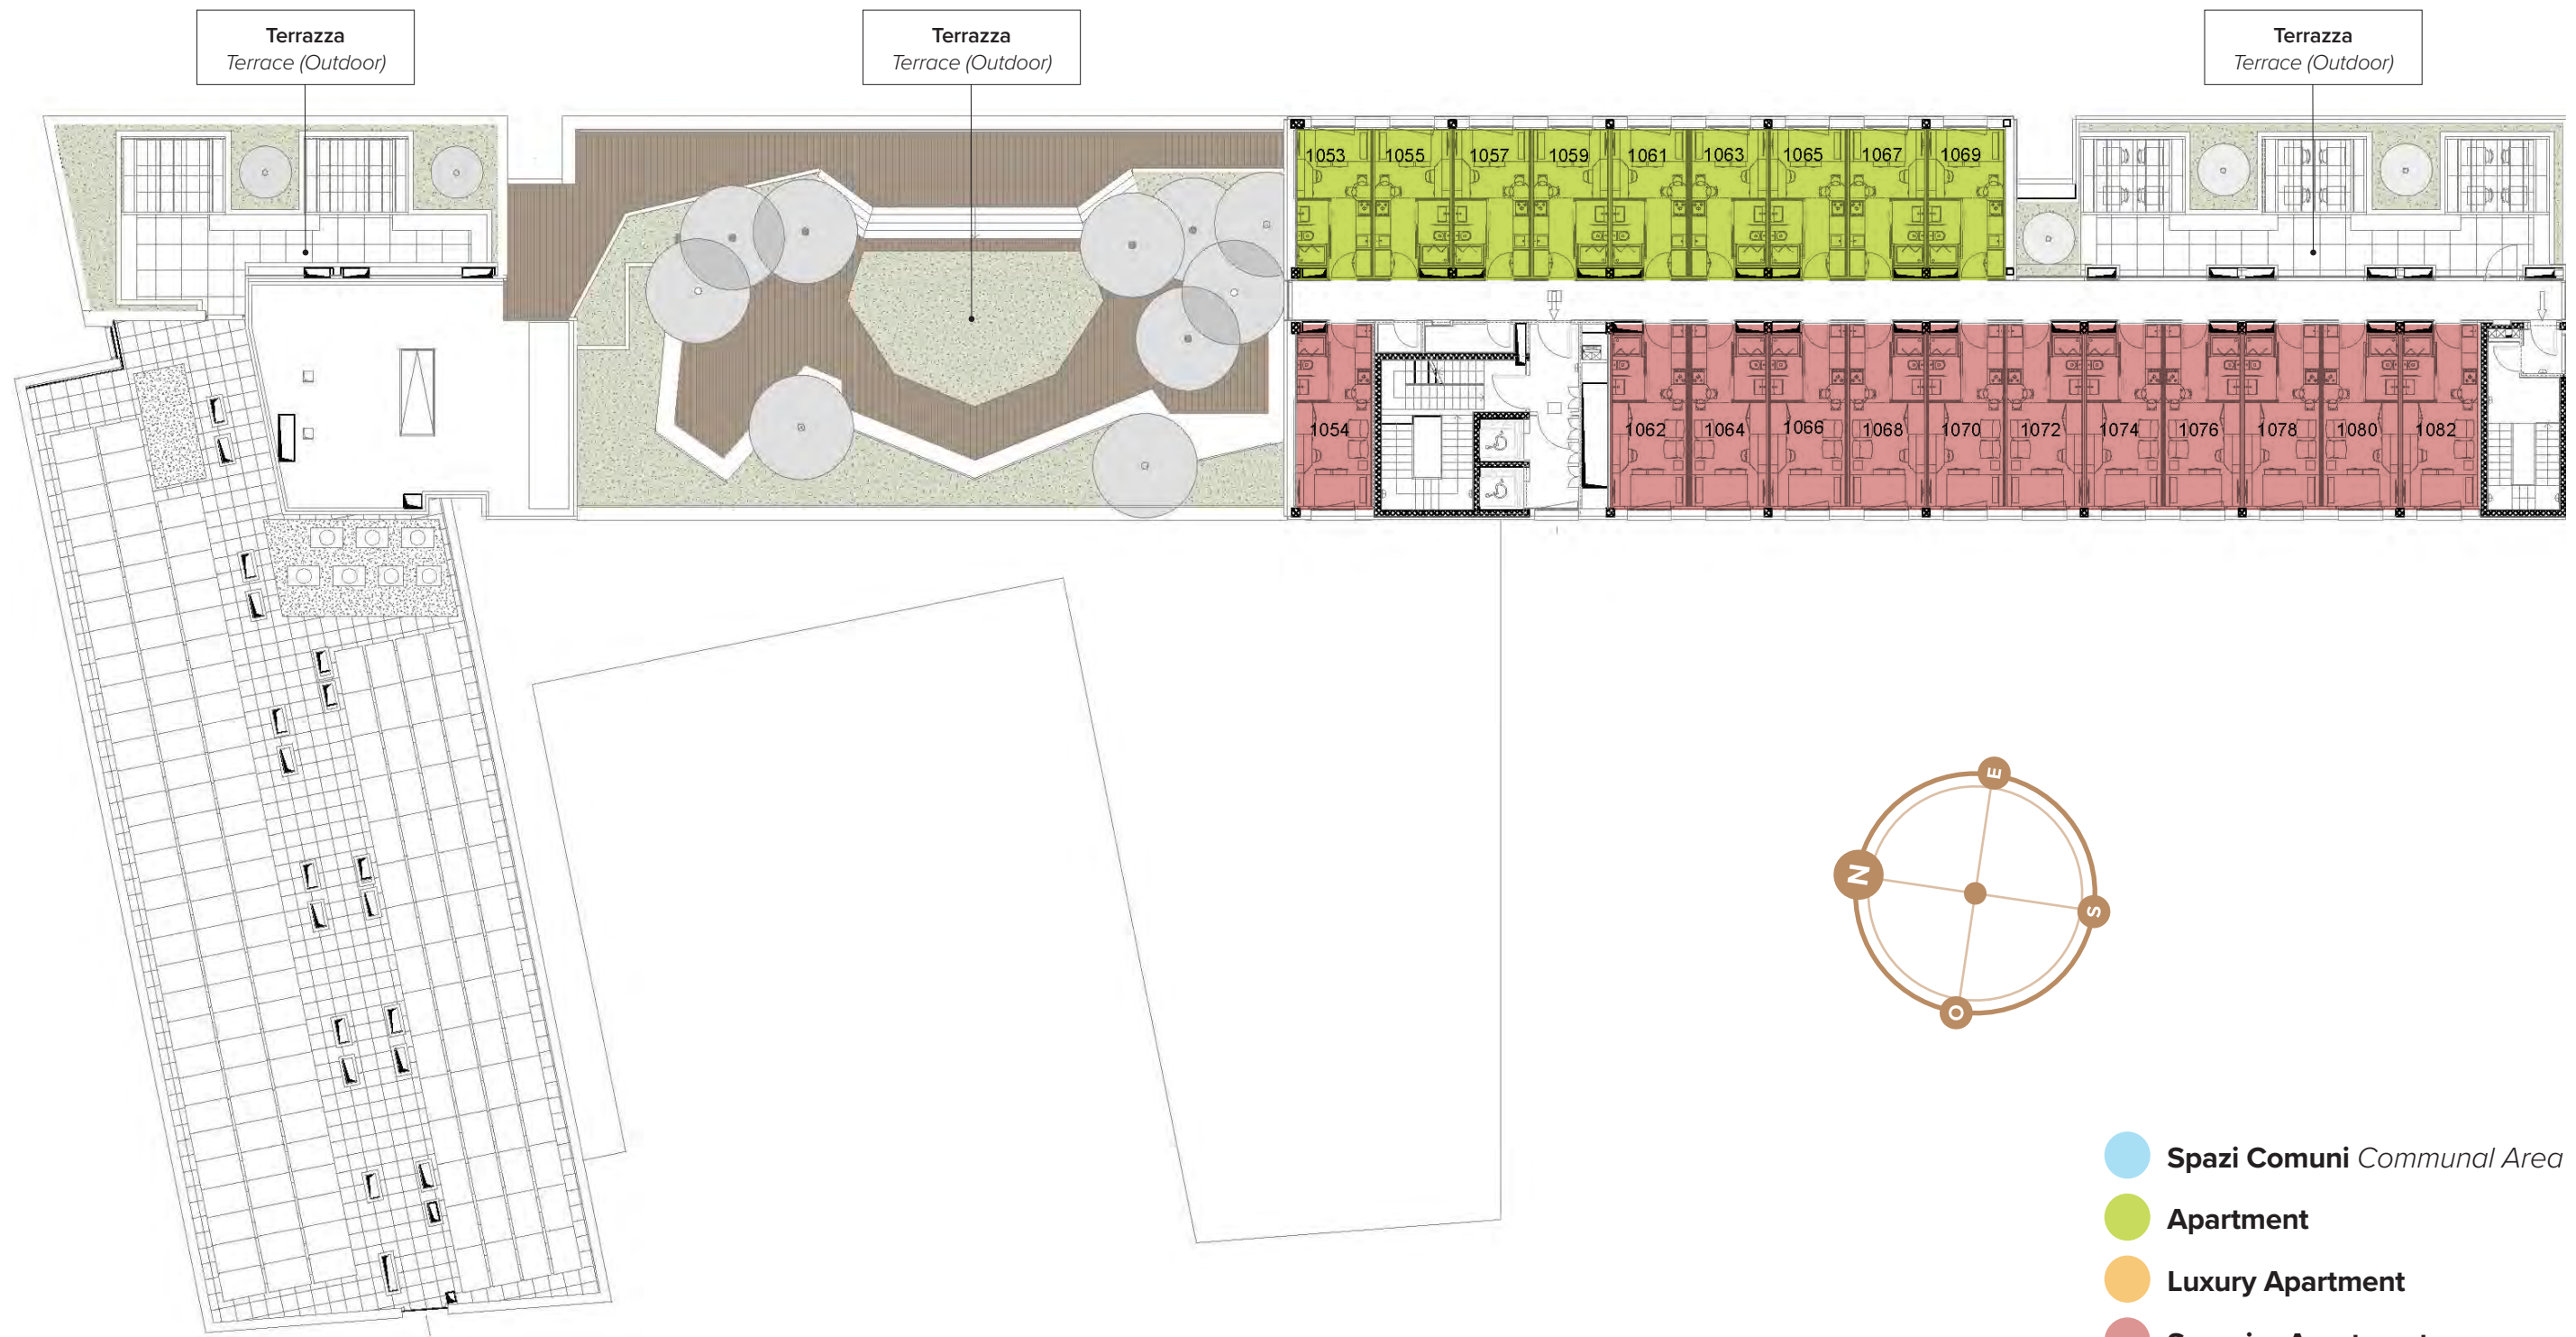 Terrazza
Terrace (Outdoor)
Terrazza
Terrace (Outdoor)
Terrazza
Terrace (Outdoor)
1053 1055 1057 1059 1061 1063 1065 1067 1069
1054 1062 1064 1066 1068 1070 1072 1074 1076 1078 1080 1082
E
N
S
O
Spazi Comuni Communal Area
Apartment
Luxury Apartment